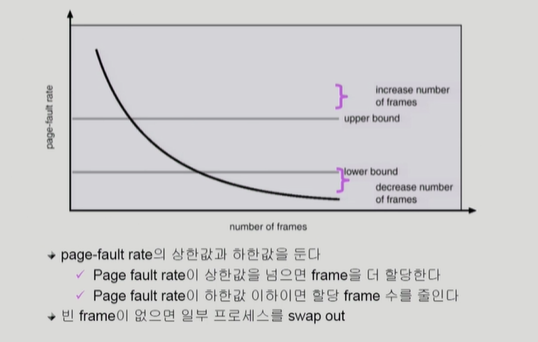 page-fault rate
increase number
of frames
upper bound
lower bound
decrease number
of frames
number of frames
page-fault rate의 상한값과 하한값을 둔다
✓ Page fault rate이 상한값을 넘으면 frame을 더 할당한다
✓ Page fault rate이 하한값 이하이면 할당 frame 수를 줄인다
빈 frame이 없으면 일부 프로세스를 swap out